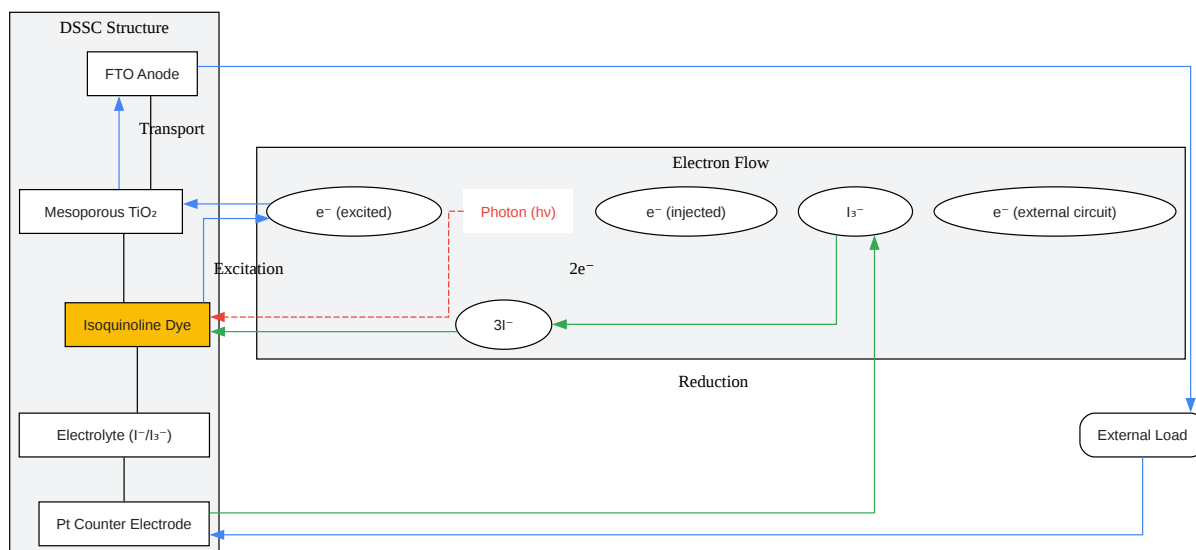 DSSC Structure
FTO Anode
Transport
Electron Flow
Mesoporous TiO₂
e⁻ (excited)
Photon (hν)
e⁻ (injected)
I₃⁻
e⁻ (external circuit)
Excitation
2e⁻
Isoquinoline Dye
3I⁻
Reduction
Electrolyte (I⁻/I₃⁻)
External Load
Pt Counter Electrode